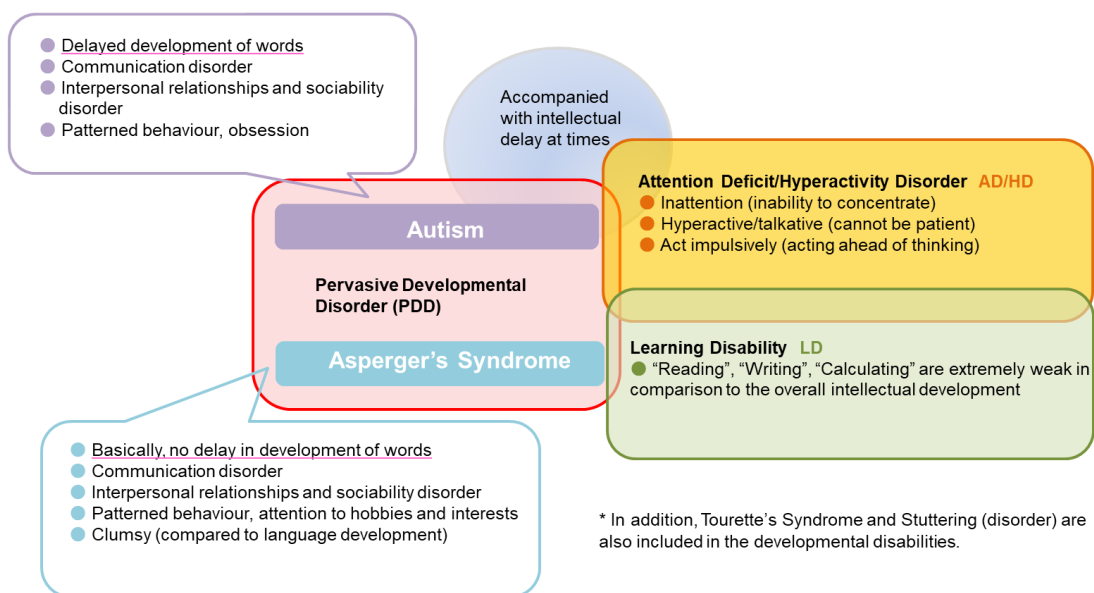 Delayed development of words
Communication disorder
Interpersonal relationships and sociability
disorder
Patterned behaviour, obsession
Accompanied
with intellectual
delay at times
Attention Deficit/Hyperactivity Disorder AD/HD
Inattention (inability to concentrate)
Hyperactive/talkative (cannot be patient)
Act impulsively (acting ahead of thinking)
Autism
Pervasive Developmental
Disorder (PDD)
Asperger's Syndrome
Learning Disability LD
“Reading”, “Writing”, “Calculating” are extremely weak in
comparison to the overall intellectual development
Basically, no delay in development of words
Communication disorder
Interpersonal relationships and sociability disorder
Patterned behaviour, attention to hobbies and interests
Clumsy (compared to language development)
* In addition, Tourette's Syndrome and Stuttering (disorder) are
also included in the developmental disabilities.